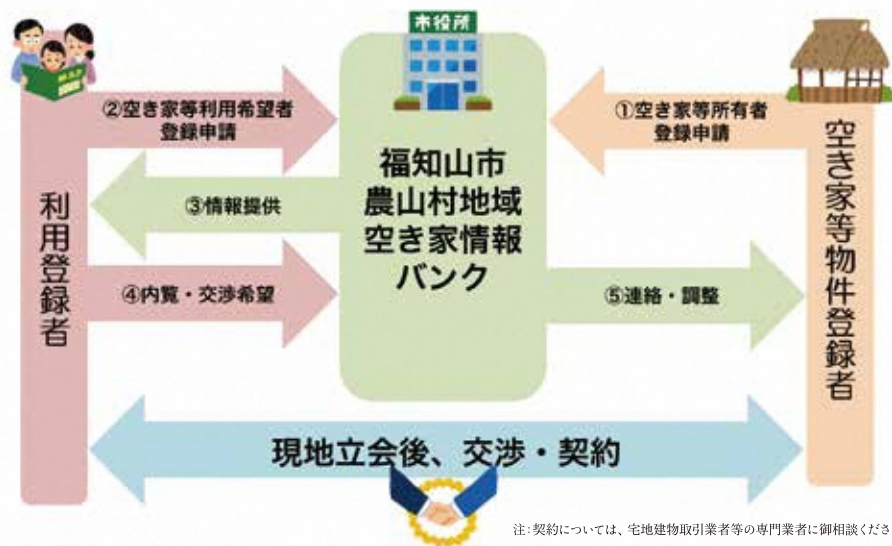 市役所
②空き家等利用希望者
登録申請
①空き家等所有者
登録申請
福知山市
農山村地域
空き家情報
バンク
③情報提供
④内覧・交渉希望
⑤連絡・調整
利用登録者
空き家等物件登録者
現地立会後、交渉・契約
注:契約については、宅地建物取引業者等の専門業者に御相談くださ